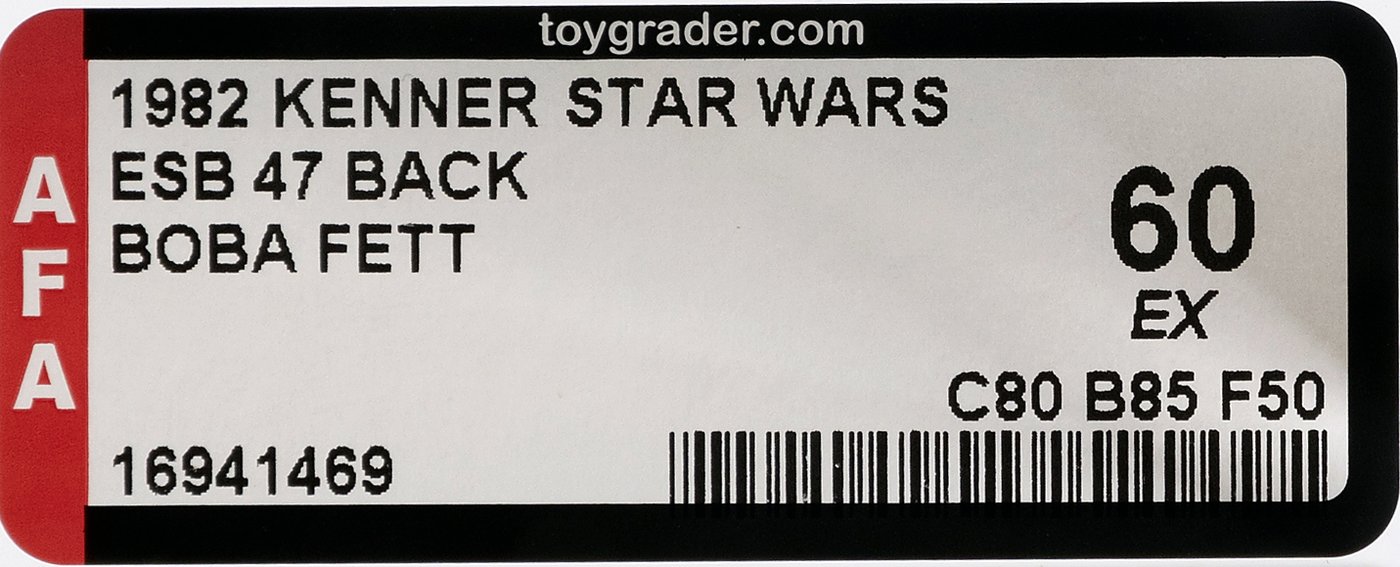 toygrader.com
AFA
1982 KENNER STAR WARS
ESB 47 BACK
BOBA FETT
60
EX
C80 B85 F50
16941469